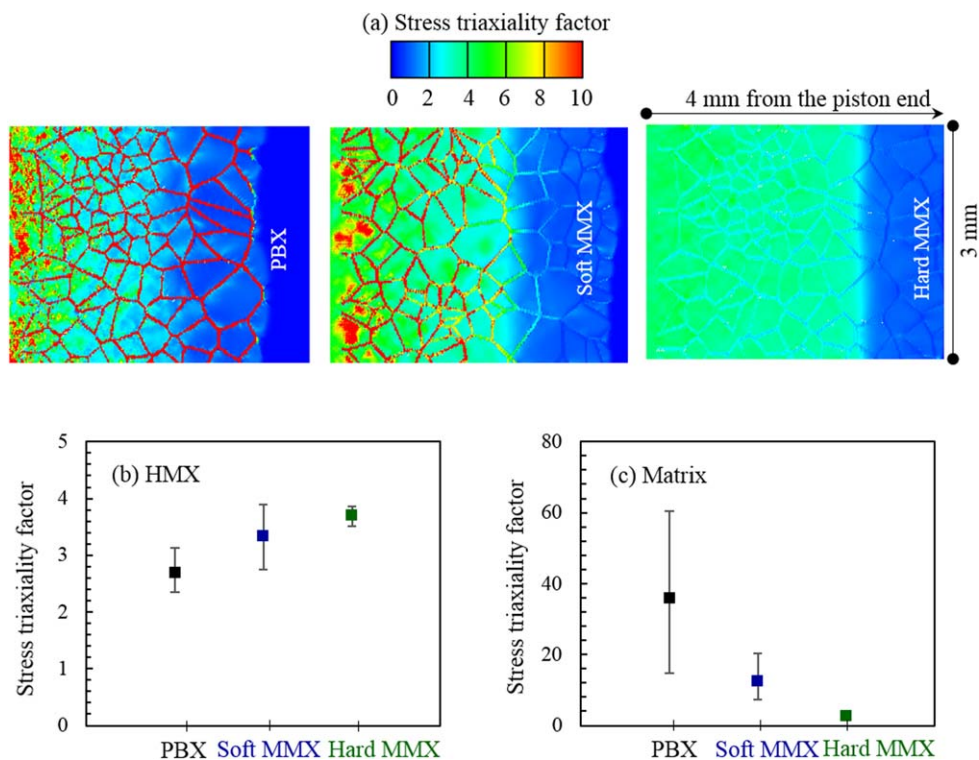 (a) Stress triaxiality factor
0 2 4 6 8 10
4 mm from the piston end
PBX
Soft MMX
Hard MMX
3 mm
(b) HMX
Stress triaxiality factor
5
4
3
2
1
0
PBX Soft MMX Hard MMX
(c) Matrix
Stress triaxiality factor
80
60
40
20
0
PBX Soft MMX Hard MMX